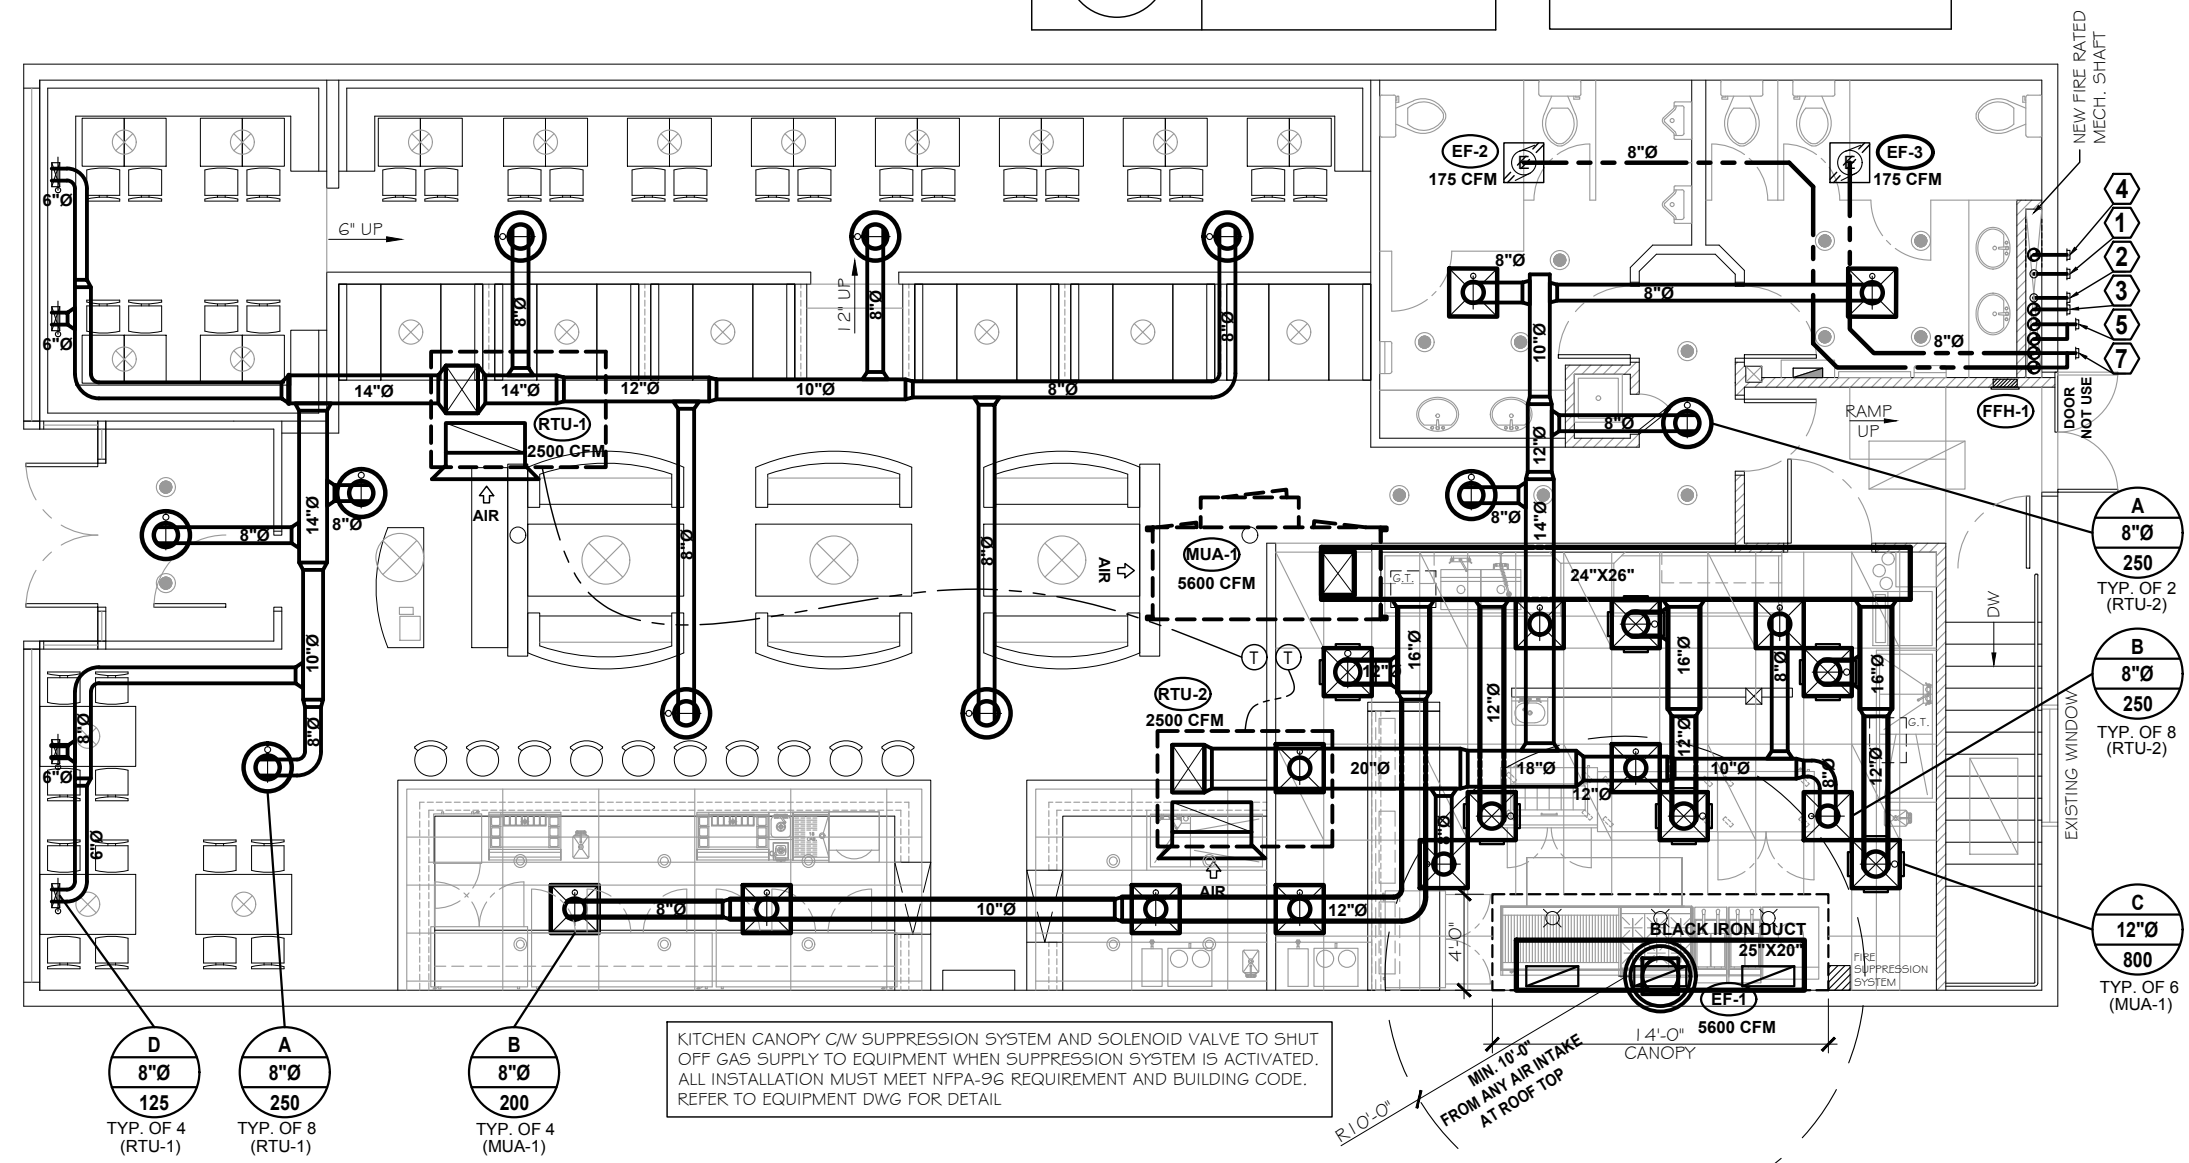 NEW FIRE RATED
MECH. SHAFT
EF-2
175 CFM
8"Ø
EF-3
175 CFM
4
1
2
3
5
7
6"Ø
6" UP
12" UP
8"Ø
8"Ø
8"Ø
8"Ø
8"Ø
10"Ø
8"Ø
6"Ø
14"Ø
14"Ø
12"Ø
10"Ø
8"Ø
RTU-1
2500 CFM
AIR
12"Ø
8"Ø
RAMP
UP
FFH-1
DOOR
NOT USE
14"Ø
8"Ø
8"Ø
8"Ø
8"Ø
14"Ø
8"Ø
A
8"Ø
250
TYP. OF 2
(RTU-2)
MUA-1
5600 CFM
AIR
G.T.
24"X26"
DW
10"Ø
8"Ø
8"Ø
6"Ø
6"Ø
T
T
16"Ø
12"Ø
12"Ø
16"Ø
12"Ø
8"Ø
16"Ø
12"Ø
G.T.
B
8"Ø
250
TYP. OF 8
(RTU-2)
EXISTING WINDOW
RTU-2
2500 CFM
AIR
20"Ø
18"Ø
12"Ø
10"Ø
8"Ø
8"Ø
8"Ø
10"Ø
12"Ø
4'-0"
BLACK IRON DUCT
25"X20"
FIRE
SUPPRESSION
SYSTEM
EF-1
5600 CFM
14'-0"
CANOPY
C
12"Ø
800
TYP. OF 6
(MUA-1)
MIN. 10'-0"
FROM ANY AIR INTAKE
AT ROOF TOP
R10'-0"
D
8"Ø
125
TYP. OF 4
(RTU-1)
A
8"Ø
250
TYP. OF 8
(RTU-1)
B
8"Ø
200
TYP. OF 4
(MUA-1)
KITCHEN CANOPY C/W SUPPRESSION SYSTEM AND SOLENOID VALVE TO SHUT
OFF GAS SUPPLY TO EQUIPMENT WHEN SUPPRESSION SYSTEM IS ACTIVATED.
ALL INSTALLATION MUST MEET NFPA-96 REQUIREMENT AND BUILDING CODE.
REFER TO EQUIPMENT DWG FOR DETAIL